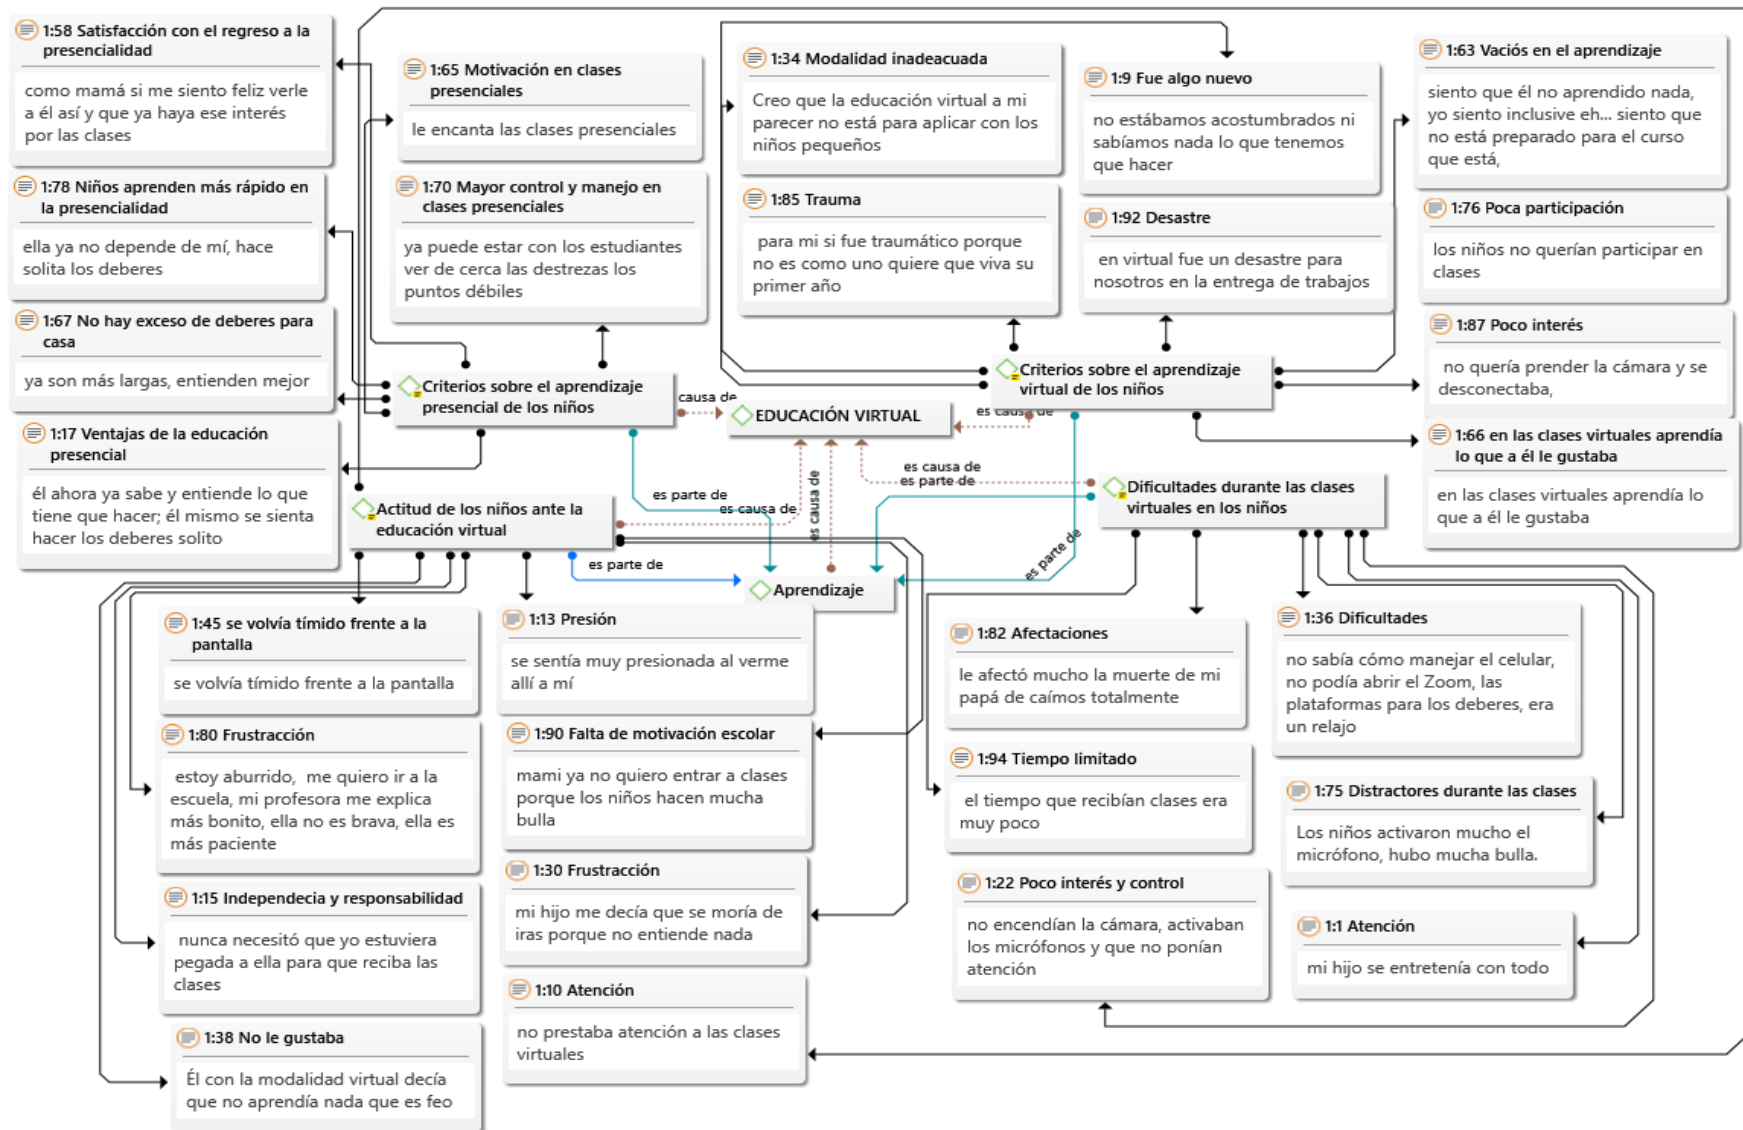 1:58 Satisfacción con el regreso a la
presencialidad
como mamá si me siento feliz verle
a él así y que ya haya ese interés
por las clases
1:65 Motivación en clases
presenciales
le encanta las clases presenciales
1:34 Modalidad inadeacuada
Creo que la educación virtual a mi
parecer no está para aplicar con los
niños pequeños
1:9 Fue algo nuevo
no estábamos acostumbrados ni
sabíamos nada lo que tenemos
que hacer
1:63 Vaciós en el aprendizaje
siento que él no aprendido nada,
yo siento inclusive eh... siento que
no está preparado para el curso
que está,
1:78 Niños aprenden más rápido en
la presencialidad
ella ya no depende de mí, hace
solita los deberes
1:70 Mayor control y manejo en
clases presenciales
ya puede estar con los estudiantes
ver de cerca las destrezas los
puntos débiles
1:85 Trauma
para mi si fue traumático porque
no es como uno quiere que viva su
primer año
1:92 Desastre
en virtual fue un desastre para
nosotros en la entrega de trabajos
1:76 Poca participación
los niños no querían participar en
clases
1:67 No hay exceso de deberes para
casa
ya son más largas, entienden mejor
1:87 Poco interés
no quería prender la cámara y se
desconectaba,
Criterios sobre el aprendizaje
presencial de los niños
causa de
EDUCACIÓN VIRTUAL
es causa de
Criterios sobre el aprendizaje
virtual de los niños
1:17 Ventajas de la educación
presencial
él ahora ya sabe y entiende lo que
tiene que hacer; él mismo se sienta
hacer los deberes solito
1:66 en las clases virtuales aprendía
lo que a él le gustaba
en las clases virtuales aprendía lo
que a él le gustaba
Actitud de los niños ante la
educación virtual
es parte de
es causa de
es causa de
es causa de
es parte de
es parte de
Dificultades durante las clases
virtuales en los niños
es parte de
Aprendizaje
1:45 se volvía tímido frente a la
pantalla
se volvía tímido frente a la pantalla
1:13 Presión
se sentía muy presionada al verme
allí a mí
1:82 Afectaciones
le afectó mucho la muerte de mi
papá de caímos totalmente
1:36 Dificultades
no sabía cómo manejar el celular,
no podía abrir el Zoom, las
plataformas para los deberes, era
un relajo
1:80 Frustracción
estoy aburrido, me quiero ir a la
escuela, mi profesora me explica
más bonito, ella no es brava, ella es
más paciente
1:90 Falta de motivación escolar
mami ya no quiero entrar a clases
porque los niños hacen mucha
bulla
1:94 Tiempo limitado
el tiempo que recibían clases era
muy poco
1:75 Distractores durante las clases
Los niños activaron mucho el
micrófono, hubo mucha bulla.
1:15 Independecia y responsabilidad
nunca necesitó que yo estuviera
pegada a ella para que reciba las
clases
1:30 Frustracción
mi hijo me decía que se moría de
iras porque no entiende nada
1:22 Poco interés y control
no encendían la cámara, activaban
los micrófonos y que no ponían
atención
1:1 Atención
mi hijo se entretenía con todo
1:10 Atención
no prestaba atención a las clases
virtuales
1:38 No le gustaba
Él con la modalidad virtual decía
que no aprendía nada que es feo